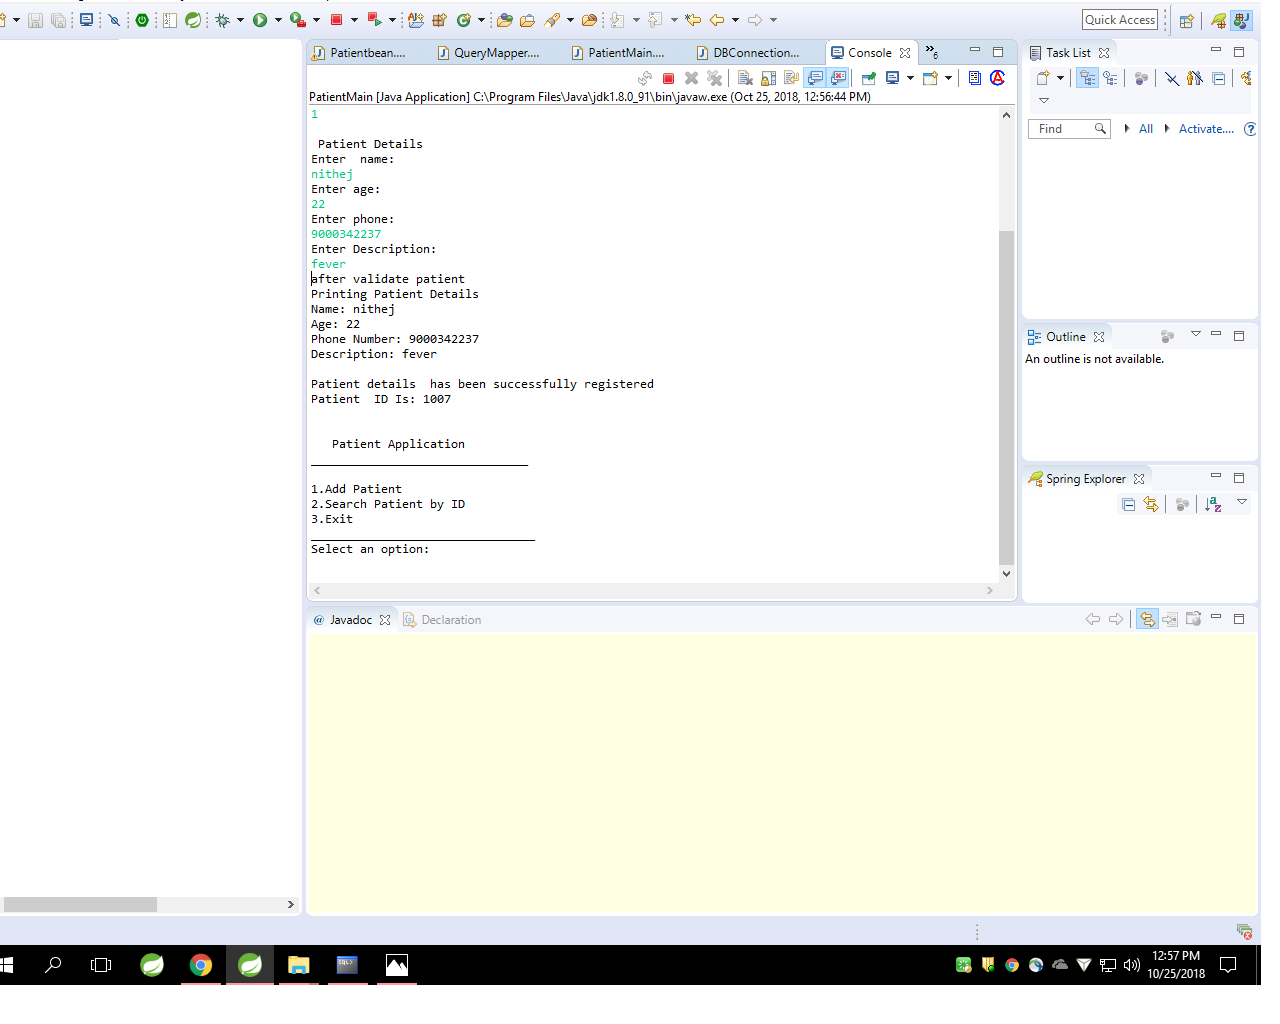 Quick Access
Patientbean....
QueryMapper....
PatientMain....
DBConnection...
Console
»6
Task List
PatientMain [Java Application] C:\Program Files\Java\jdk1.8.0_91\bin\javaw.exe (Oct 25, 2018, 12:56:44 PM)
1
Patient Details
Enter  name:
nithej
Enter age:
22
Enter phone:
9000342237
Enter Description:
fever
after validate patient
Printing Patient Details
Name: nithej
Age: 22
Phone Number: 9000342237
Description: fever
Patient details  has been successfully registered
Patient  ID Is: 1007
Patient Application
1.Add Patient
2.Search Patient by ID
3.Exit
Select an option:
Find
All
Activate....
Outline
An outline is not available.
Spring Explorer
@ Javadoc
Declaration
12:57 PM
10/25/2018